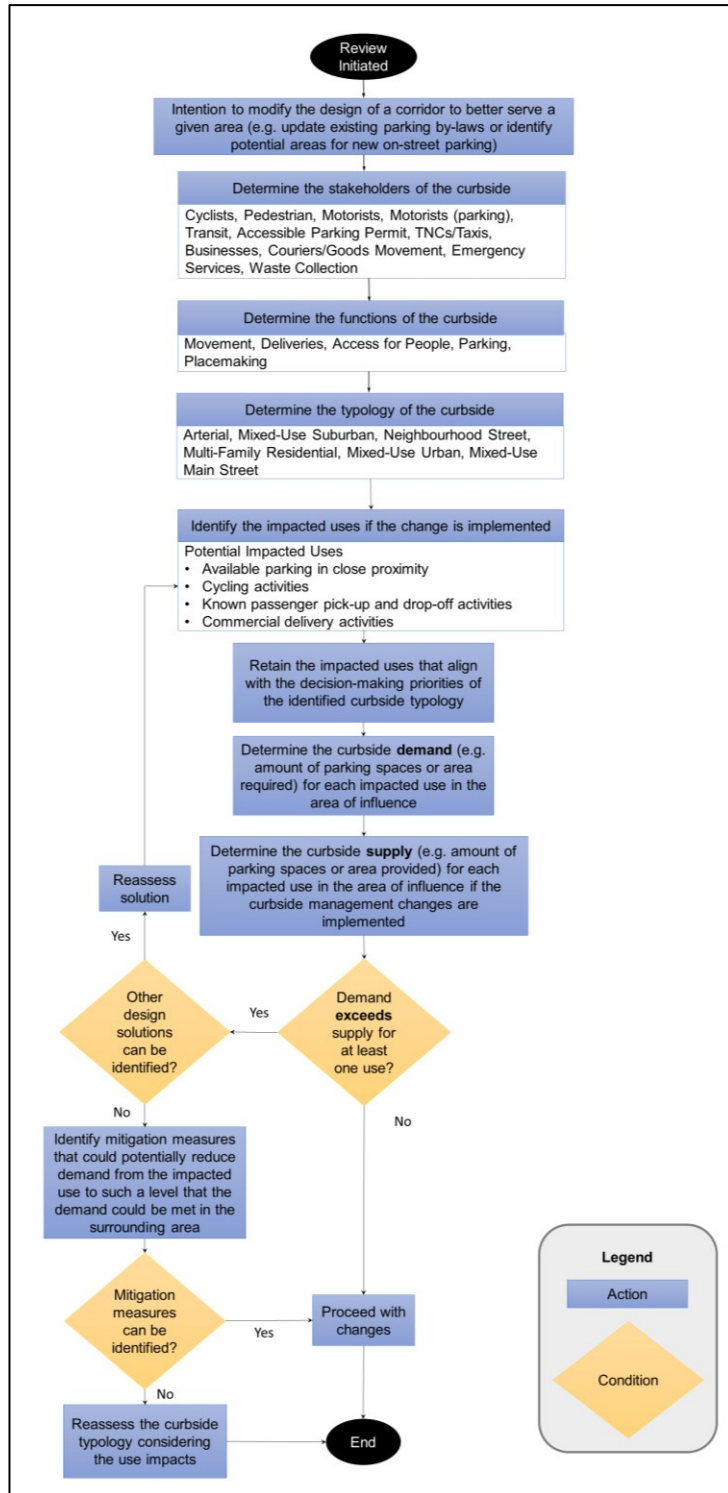 Review
Initiated
Intention to modify the design of a corridor to better serve a
given area (e.g. update existing parking by-laws or identify
potential areas for new on-street parking)
Determine the stakeholders of the curbside
Cyclists, Pedestrian, Motorists, Motorists (parking),
Transit, Accessible Parking Permit, TNCs/Taxis,
Businesses, Couriers/Goods Movement, Emergency
Services, Waste Collection
Determine the functions of the curbside
Movement, Deliveries, Access for People, Parking,
Placemaking
Determine the typology of the curbside
Arterial, Mixed-Use Suburban, Neighbourhood Street,
Multi-Family Residential, Mixed-Use Urban, Mixed-Use
Main Street
Identify the impacted uses if the change is implemented
Potential Impacted Uses
• Available parking in close proximity
• Cycling activities
• Known passenger pick-up and drop-off activities
• Commercial delivery activities
Retain the impacted uses that align
with the decision-making priorities of
the identified curbside typology
Determine the curbside demand (e.g.
amount of parking spaces or area
required) for each impacted use in the
area of influence
Determine the curbside supply (e.g. amount of
parking spaces or area provided) for each
impacted use in the area of influence if the
curbside management changes are
implemented
Reassess
solution
Yes
Other
design
solutions
can be
identified?
Yes
Demand
exceeds
supply for
at least
one use?
No
No
Identify mitigation measures
that could potentially reduce
demand from the impacted
use to such a level that the
demand could be met in the
surrounding area
Mitigation
measures
can be
identified?
Yes
Proceed with
changes
No
Reassess the curbside
typology considering
the use impacts
End
Legend
Action
Condition